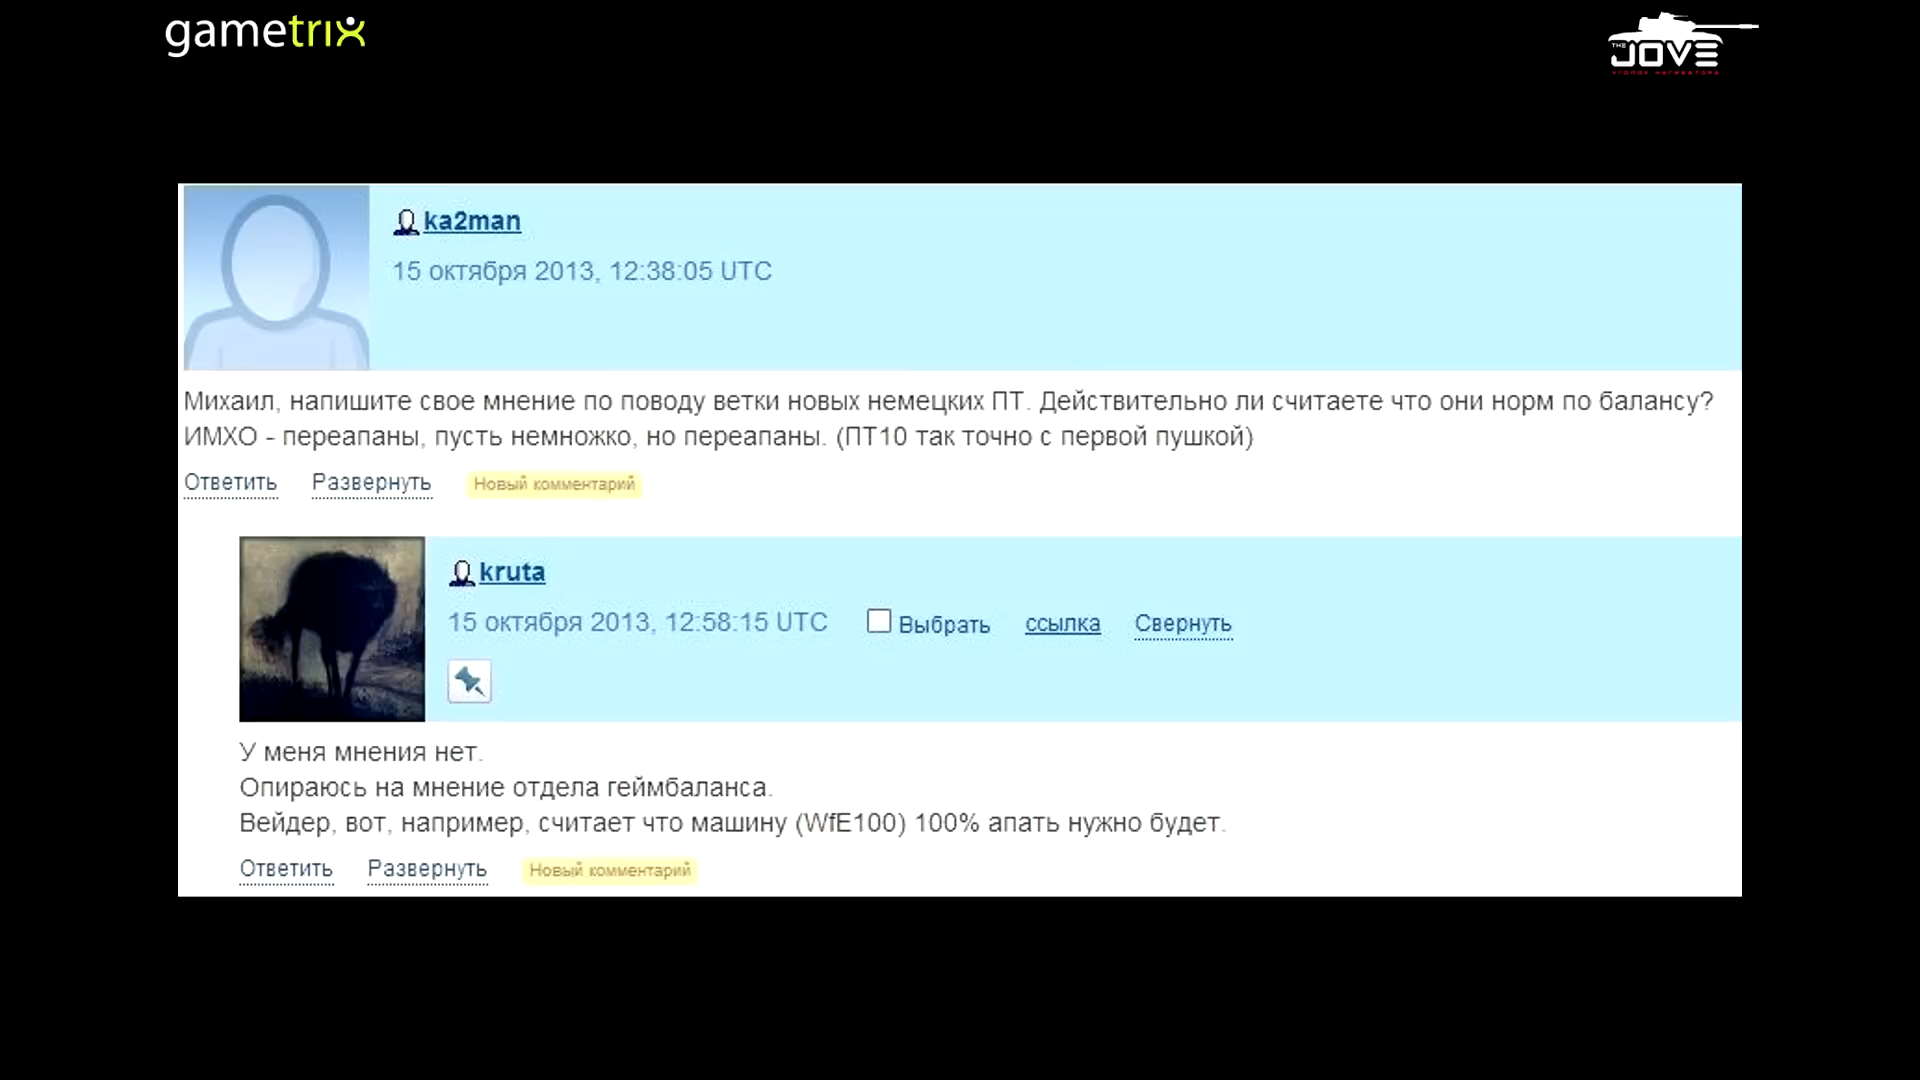 gametrix
THE JOVE
УГОЛОК НАГИБАТОРА
ka2man
15 октября 2013, 12:38:05 UTC
Михаил, напишите свое мнение по поводу ветки новых немецких ПТ. Действительно ли считаете что они норм по балансу?
ИМХО - переапаны, пусть немножко, но переапаны. (ПТ10 так точно с первой пушкой)
Ответить Развернуть Новый комментарий
kruta
15 октября 2013, 12:58:15 UTC Выбрать ссылка Свернуть
У меня мнения нет.
Опираюсь на мнение отдела геймбаланса.
Вейдер, вот, например, считает что машину (WfE100) 100% апать нужно будет.
Ответить Развернуть Новый комментарий